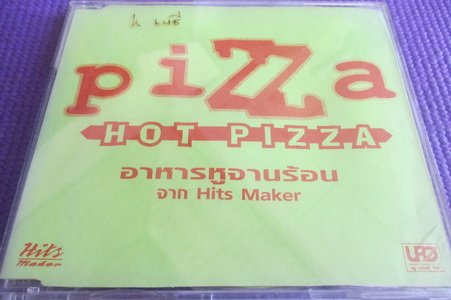 pizza
HOT PIZZA
อาหารหูจานร้อน
จาก Hits Maker
Hits
Maker
UFO